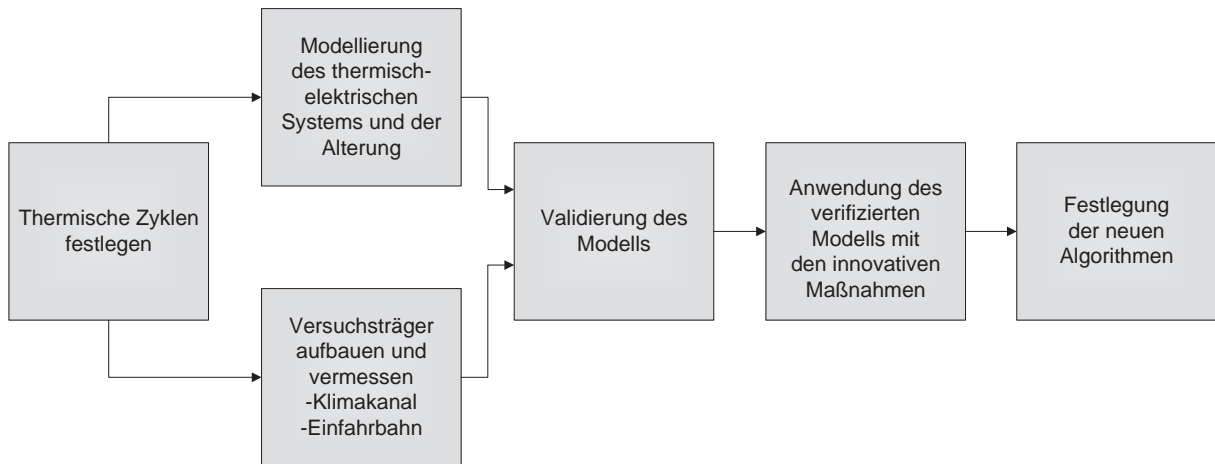 Thermische Zyklen
festlegen
Modellierung
des thermisch-
elektrischen
Systems und der
Alterung
Versuchsträger
aufbauen und
vermessen
-Klimakanal
-Einfahrbahn
Validierung des
Modells
Anwendung des
verifizierten
Modells mit
den innovativen
Maßnahmen
Festlegung
der neuen
Algorithmen